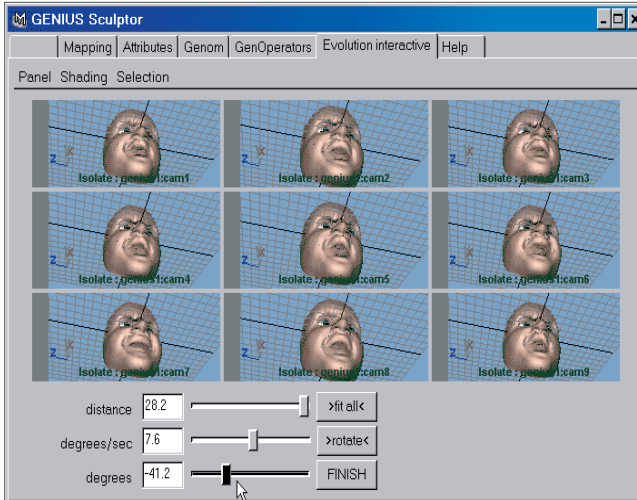 GENIUS Sculptor
Mapping Attributes Genom GenOperators Evolution interactive Help
Panel Shading Selection
Isolate : genius1:cam1 Isolate : genius1:cam2 Isolate : genius1:cam3
Z X Z X Z X
Isolate : genius1:cam4 Isolate : genius1:cam5 Isolate : genius1:cam6
Z X Z X Z X
Isolate : genius1:cam7 Isolate : genius1:cam8 Isolate : genius1:cam9
Z X Z X Z X
distance 28.2 >fit all<
degrees/sec 7.6 >rotate<
degrees -41.2 FINISH